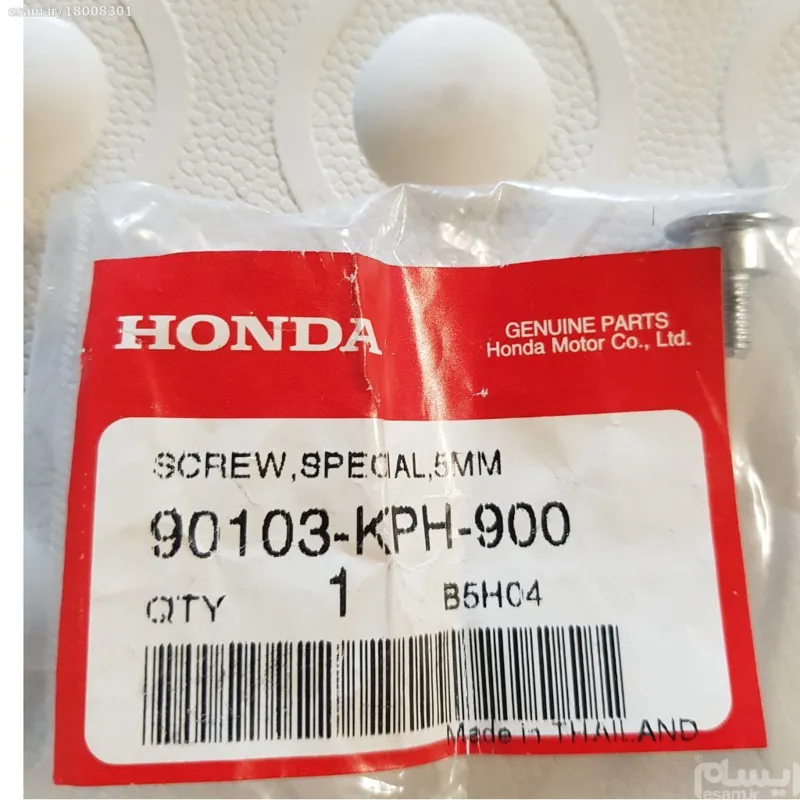 esam.ir/18008301
HONDA
GENUINE PARTS
Honda Motor Co., Ltd.
SCREW,SPECIAL,5MM
90103-KPH-900
QTY 1 B5H04
Made in THAILAND
ایسام
esam.ir